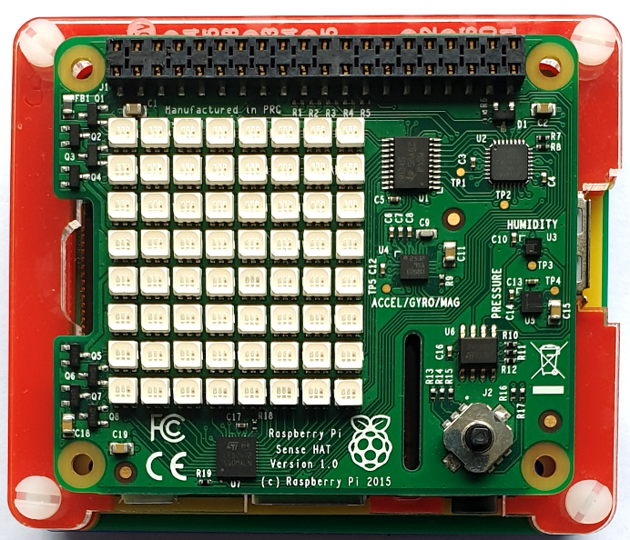 J1
FB1 Q1
C1
Manufactured in PRC
R1 R2 R3 R4 R5
D1
C2
Q2
U2
R7
R8
Q3
C3
Q4
TP1
C4
C5
U1
TP2
C6 C7 C8
C9
HUMIDITY
C10
U3
U4
C11
TP3
C12
R9
TP5
ACCEL/GYRO/MAG
PRESSURE
C13
TP4
C14
U5
C15
U6
R10
R11
R12
C16
Q5
Q6
R13
R14
R15
J2
R16
R17
Q7
Q8
C17
R18
C18
C19
FC
CE
Raspberry Pi
Sense HAT
Version 1.0
(c) Raspberry Pi 2015
R19
U7